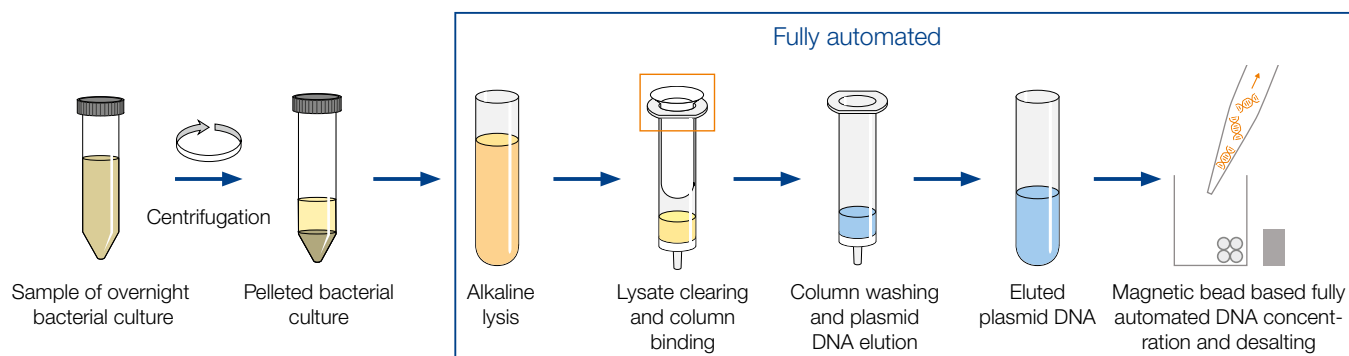 Fully automated
Centrifugation
Sample of overnight
bacterial culture
Pelleted bacterial
culture
Alkaline
lysis
Lysate clearing
and column
binding
Column washing
and plasmid
DNA elution
Eluted
plasmid DNA
Magnetic bead based fully
automated DNA concent-
ration and desalting